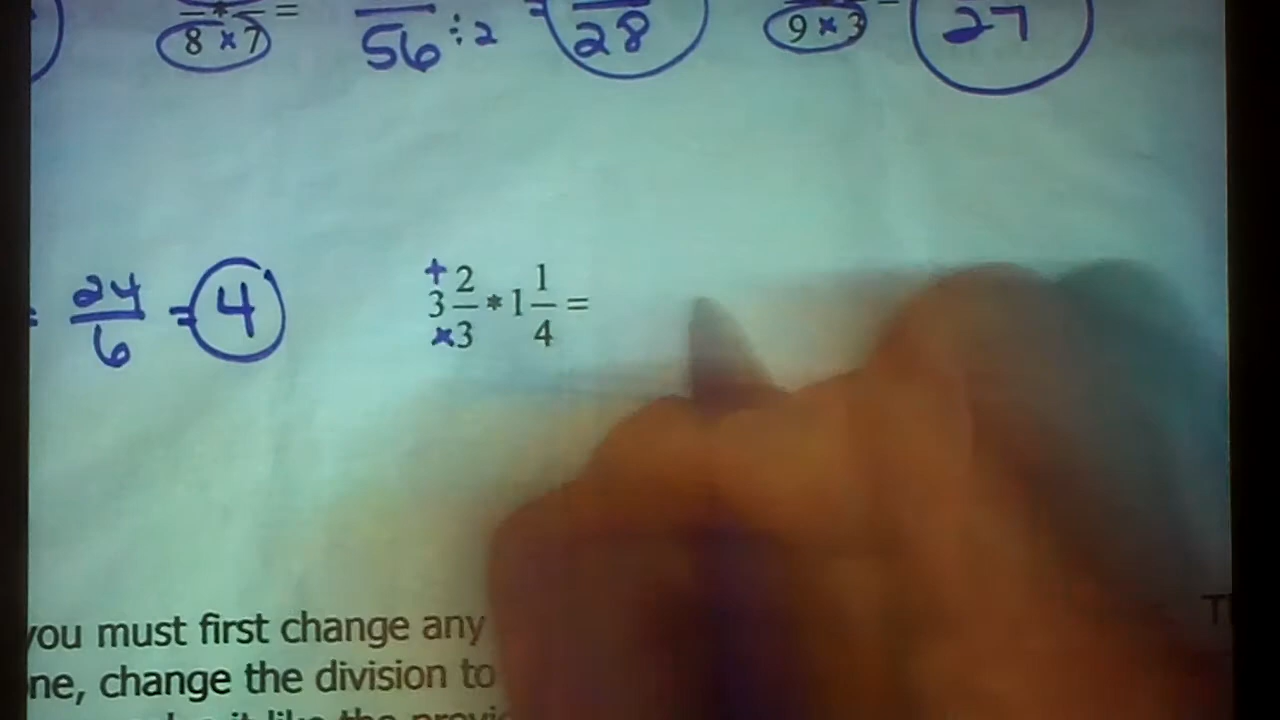 8 x 7 =
56 ÷ 2 = 28
9 x 3 = 27
= 24/6 = 4
+ x
3 2/3 * 1 1/4 =
you must first change any
ne, change the division to